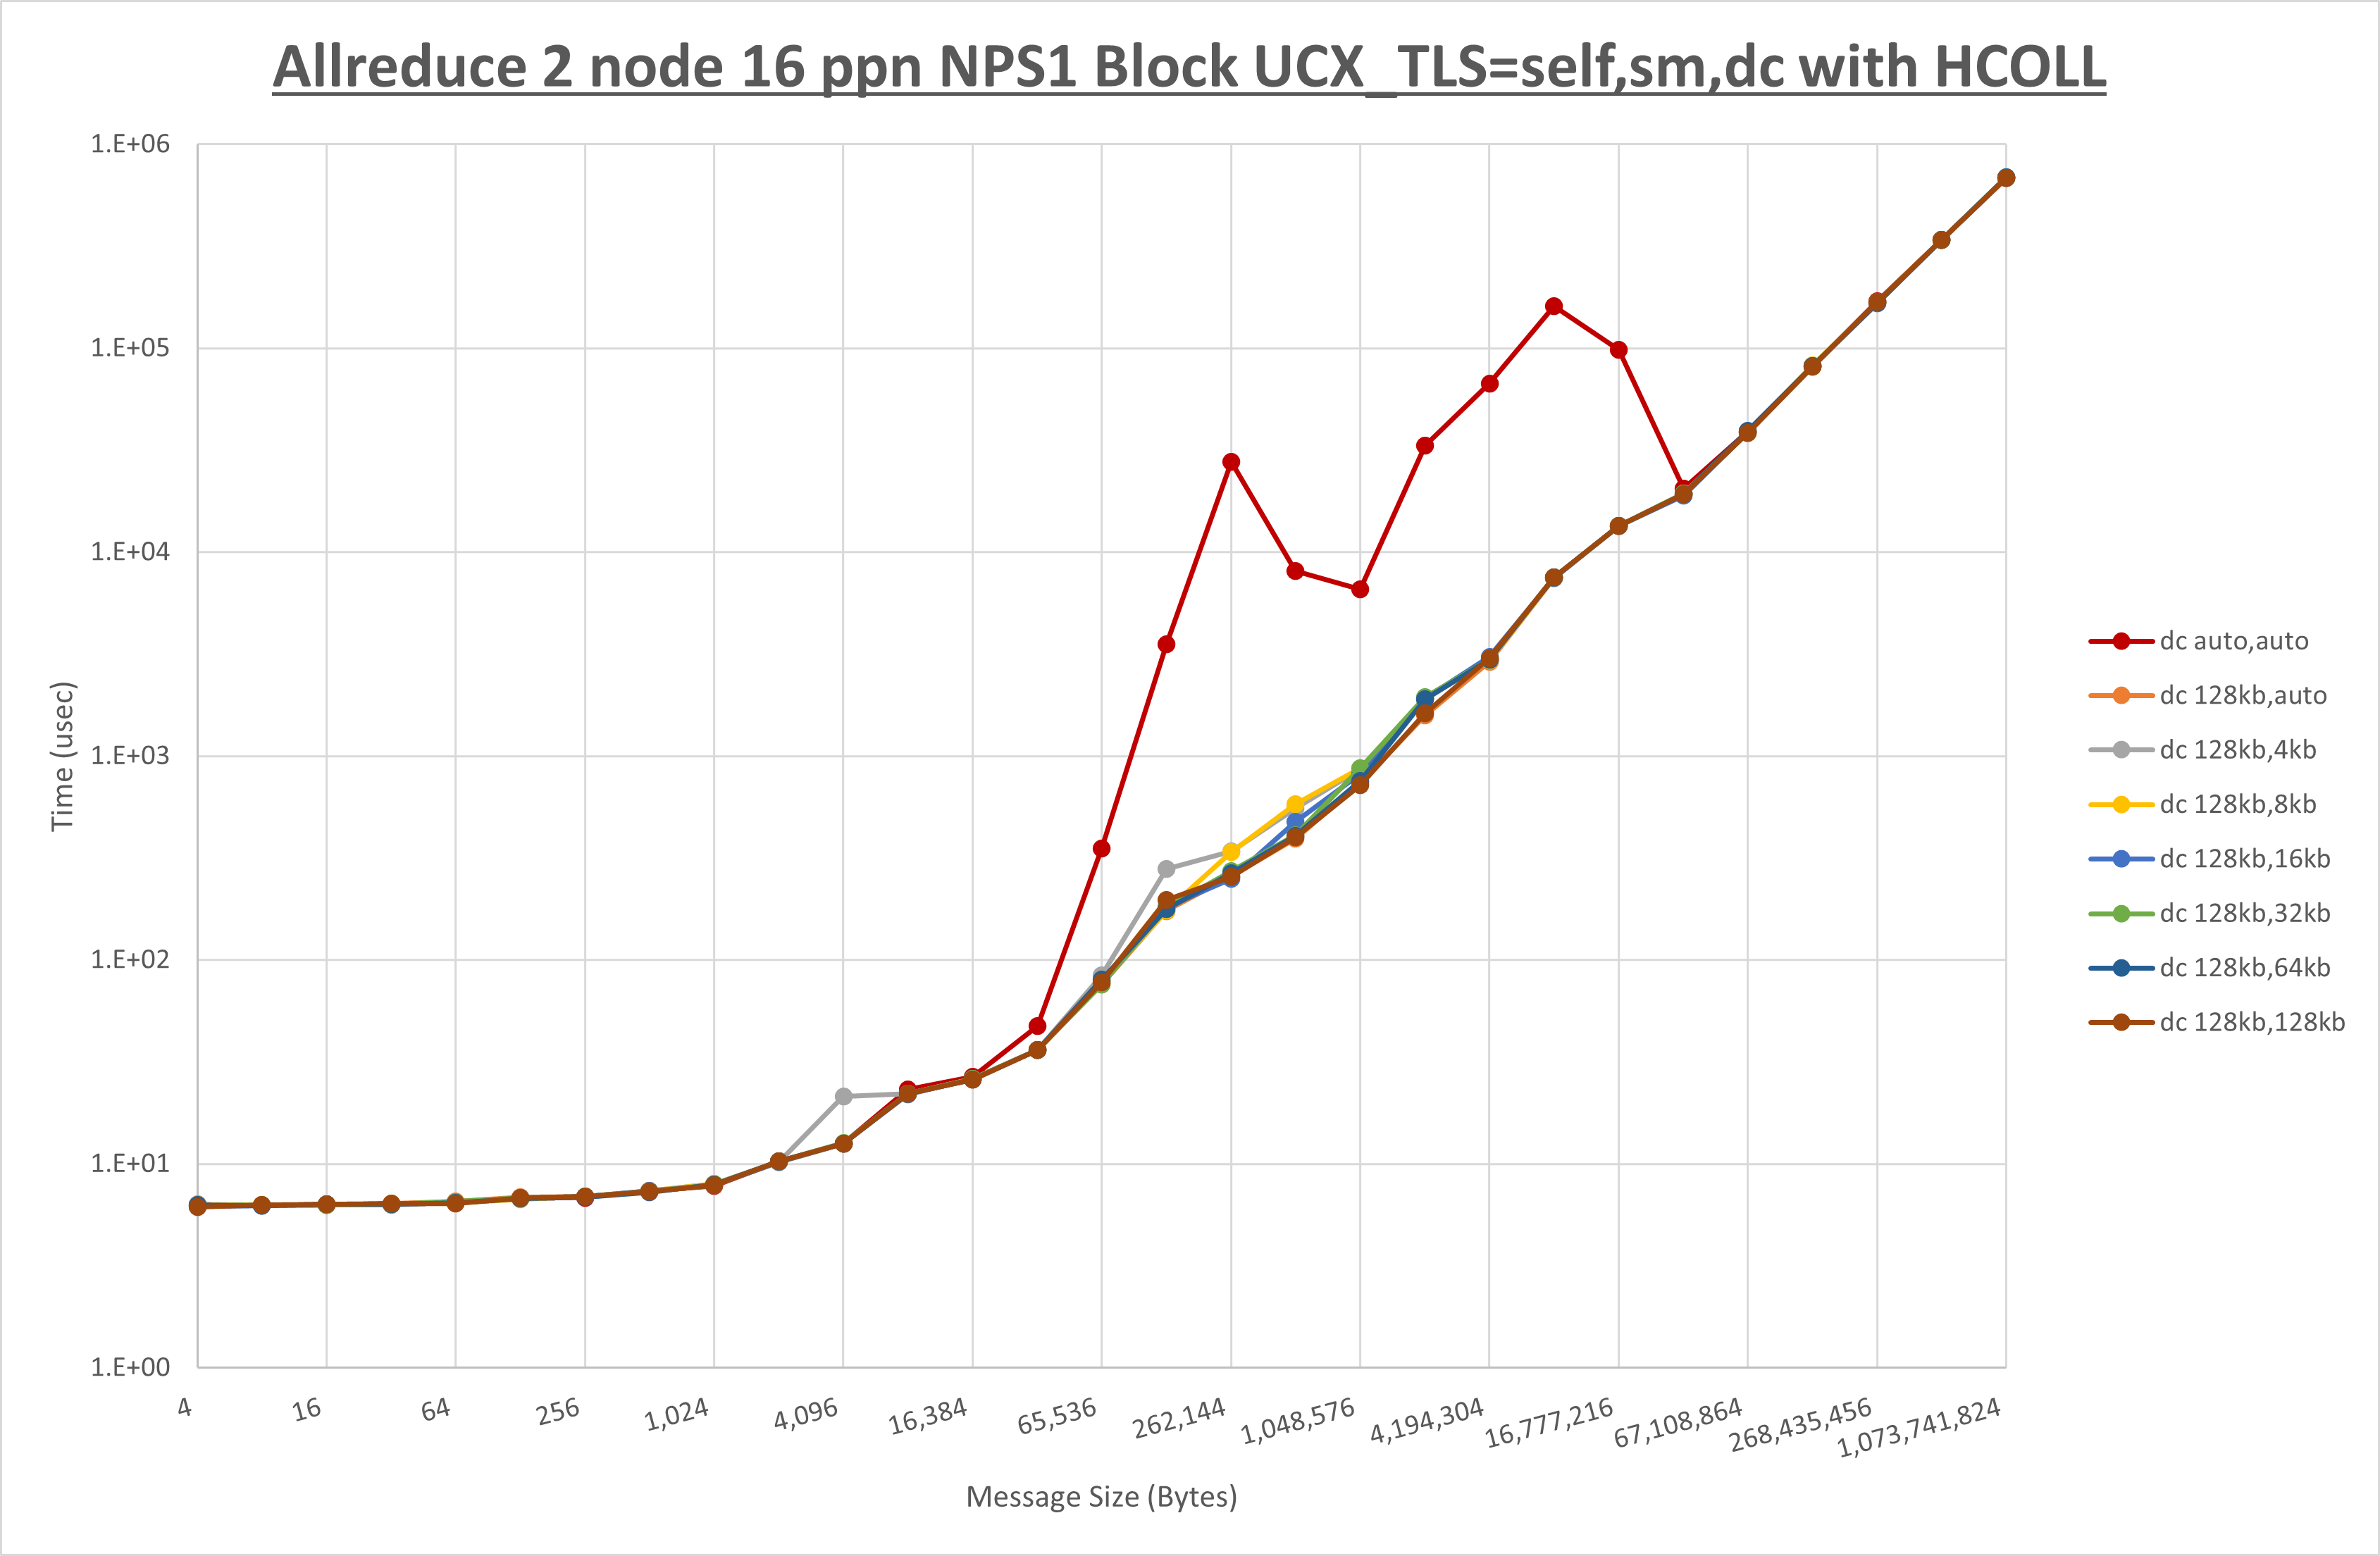 Allreduce 2 node 16 ppn NPS1 Block UCX_TLS=self,sm,dc with HCOLL
1.E+06
1.E+05
1.E+04
1.E+03
1.E+02
1.E+01
1.E+00
Time (usec)
4
16
64
256
1,024
4,096
16,384
65,536
262,144
1,048,576
4,194,304
16,777,216
67,108,864
268,435,456
1,073,741,824
Message Size (Bytes)
dc auto,auto
dc 128kb,auto
dc 128kb,4kb
dc 128kb,8kb
dc 128kb,16kb
dc 128kb,32kb
dc 128kb,64kb
dc 128kb,128kb